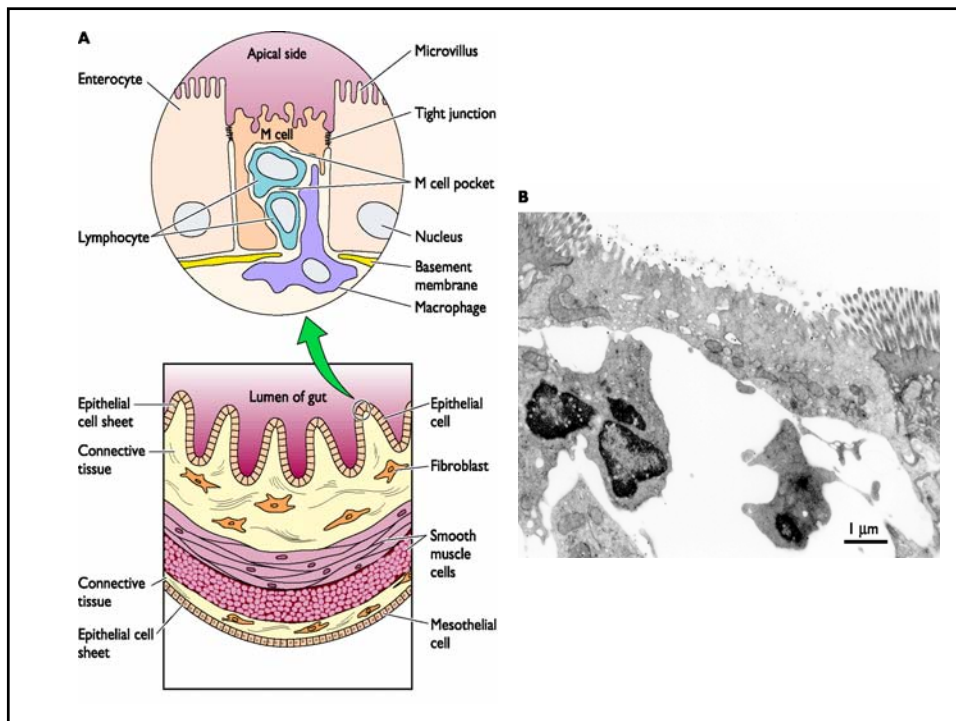 A
Apical side
Microvillus
Enterocyte
Tight junction
M cell
M cell pocket
Lymphocyte
Nucleus
Basement
membrane
Macrophage
Lumen of gut
Epithelial
cell sheet
Epithelial
cell
Connective
tissue
Fibroblast
Smooth
muscle
cells
Connective
tissue
Epithelial cell
sheet
Mesothelial
cell
B
1 μm